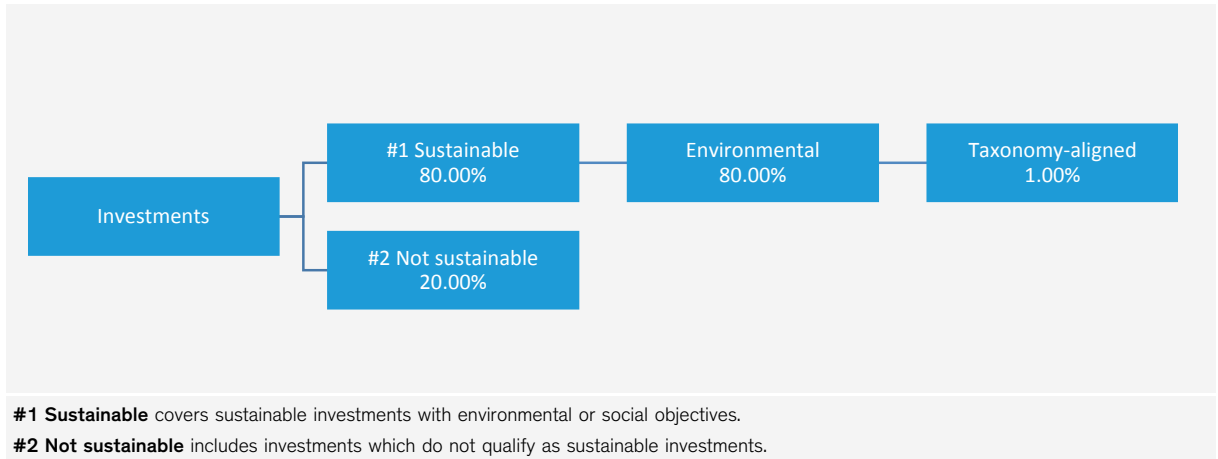 #1 Sustainable
80.00%
Environmental
80.00%
Taxonomy-aligned
1.00%
Investments
#2 Not sustainable
20.00%
#1 Sustainable covers sustainable investments with environmental or social objectives.
#2 Not sustainable includes investments which do not qualify as sustainable investments.